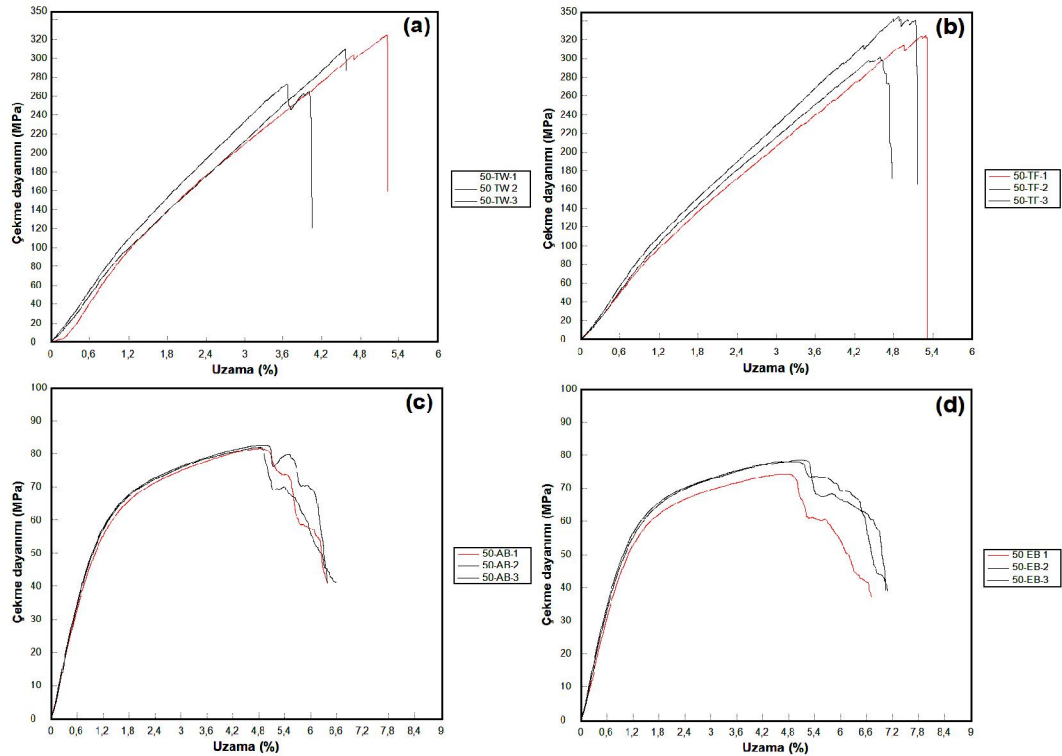 (a)
Çekme dayanımı (MPa)
350
320
290
260
230
200
180
160
140
120
100
80
60
40
20
0
0 0,6 1,2 1,8 2,4 3 3,6 4,2 4,8 5,4 6
Uzama (%)
50-TW-1
50 TW 2
50-TW-3
(b)
Çekme dayanımı (MPa)
350
320
290
260
230
200
180
160
140
120
100
80
60
40
20
0
0 0,6 1,2 1,8 2,4 3 3,6 4,2 4,8 5,4 6
Uzama (%)
50-TF-1
50-TF-2
50-TF-3
(c)
Çekme dayanımı (MPa)
100
90
80
70
60
50
40
30
20
10
0
0 0,6 1,2 1,8 2,4 3 3,6 4,2 4,8 5,4 6 6,6 7,2 7,8 8,4 9
Uzama (%)
50-AB-1
50-AB-2
50-AB-3
(d)
Çekme dayanımı (MPa)
100
90
80
70
60
50
40
30
20
10
0
0 0,6 1,2 1,8 2,4 3 3,6 4,2 4,8 5,4 6 6,6 7,2 7,8 8,4 9
Uzama (%)
50 EB 1
50-EB-2
50-EB-3